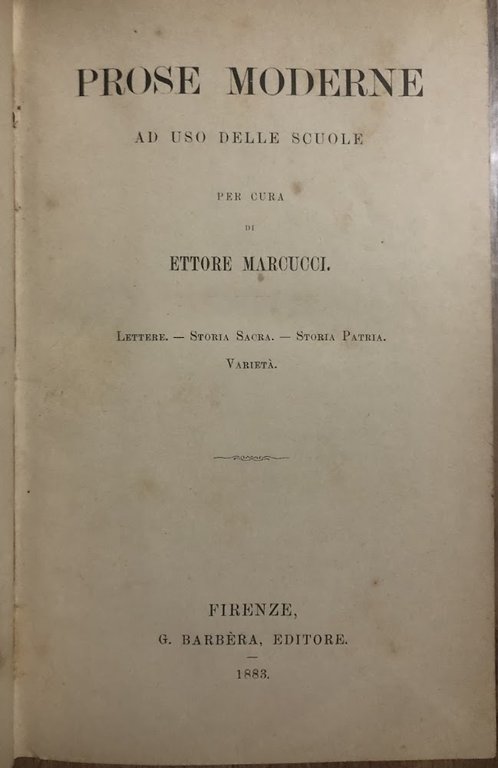 PROSE MODERNE
AD USO DELLE SCUOLE
PER CURA
DI
ETTORE MARCUCCI.
LETTERE. — STORIA SACRA. — STORIA PATRIA.
VARIETÀ.
FIRENZE,
G. BARBÈRA, EDITORE.
1883.